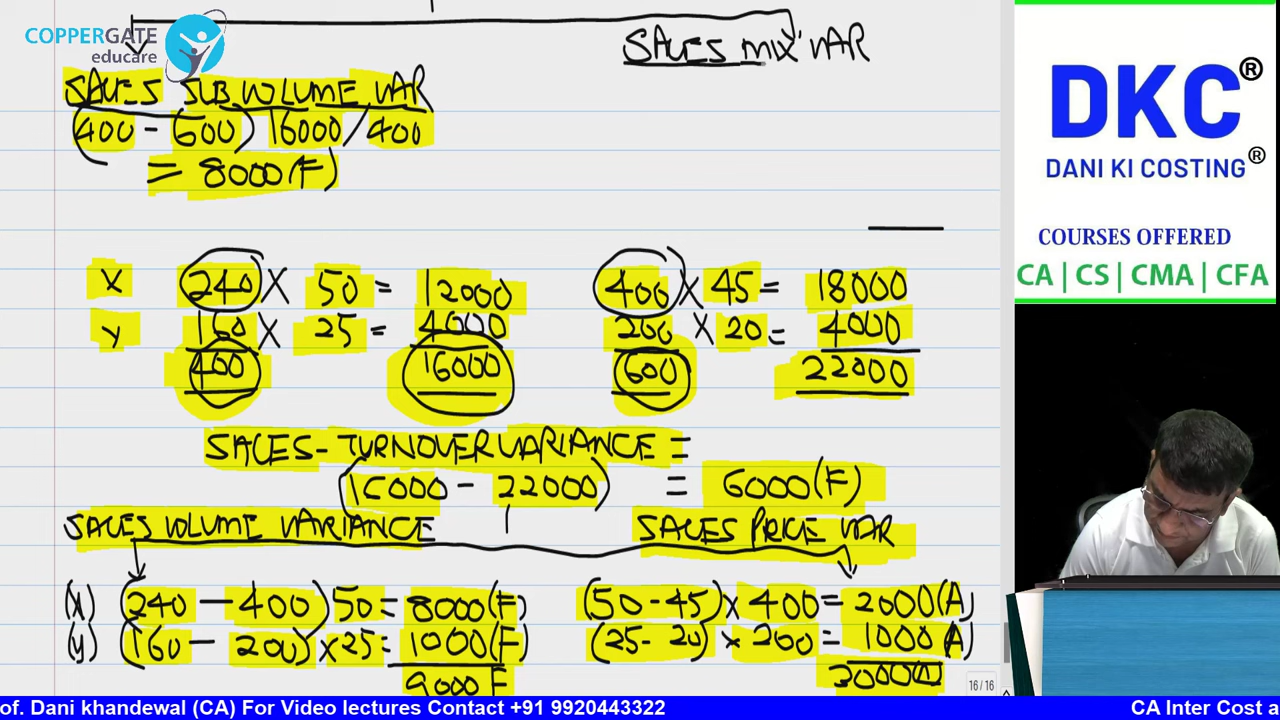 COPPERGATE
educare
SALES MIX VAR
SALES SUB VOLUME VAR
(400 - 600) 16000/400
= 8000 (F)
X 240 X 50 = 12000 400 X 45 = 18000
Y 160 X 25 = 4000 200 X 20 = 4000
400 16000 600 22000
SALES - TURNOVER VARIANCE =
(16000 - 22000) = 6000 (F)
SALES VOLUME VARIANCE SALES PRICE VAR
(X) (240 - 400) 50 = 8000 (F) (50 - 45) X 400 = 2000 (A)
(Y) (160 - 200) X 25 = 1000 (F) (25 - 20) X 200 = 1000 (A)
9000 F 3000 (A)
16 / 16
DKC®
DANI KI COSTING®
COURSES OFFERED
CA | CS | CMA | CFA
of. Dani khandewal (CA) For Video lectures Contact +91 9920443322 CA Inter Cost a